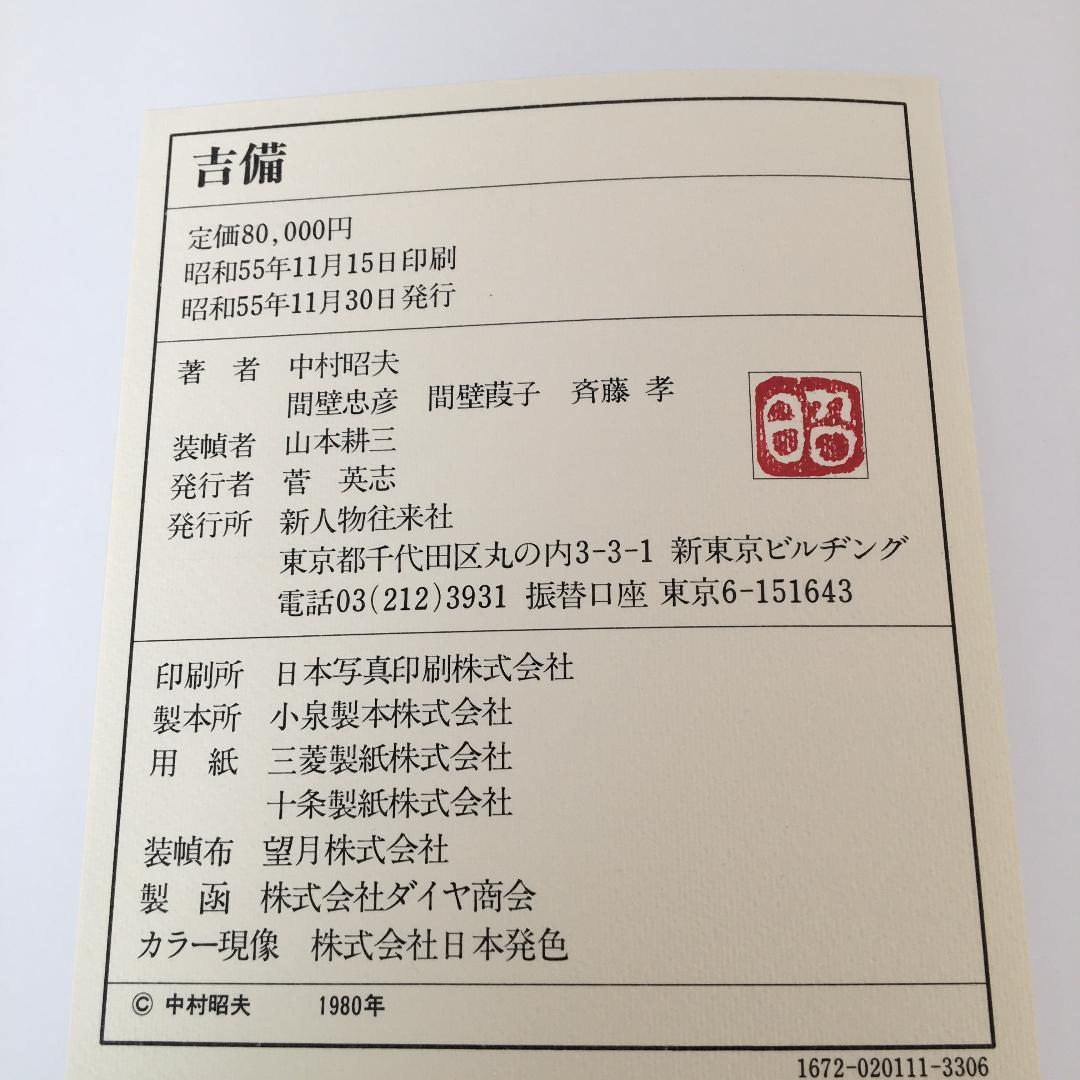 吉備
定価80,000円
昭和55年11月15日印刷
昭和55年11月30日発行
著 者 中村昭夫
間壁忠彦 間壁葭子 斉藤 孝
装幀者 山本耕三
発行者 菅 英志
発行所 新人物往来社
東京都千代田区丸の内3-3-1 新東京ビルヂング
電話03(212)3931 振替口座 東京6-151643
印刷所 日本写真印刷株式会社
製本所 小泉製本株式会社
用 紙 三菱製紙株式会社
十条製紙株式会社
装幀布 望月株式会社
製 函 株式会社ダイヤ商会
カラー現像 株式会社日本発色
© 中村昭夫 1980年
1672-020111-3306